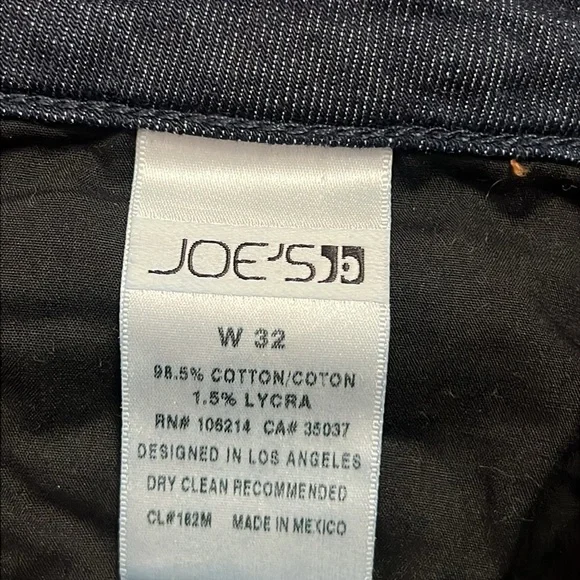 JOE'S
W 32
98.5% COTTON/COTON
1.5% LYCRA
RN# 106214 CA# 35037
DESIGNED IN LOS ANGELES
DRY CLEAN RECOMMENDED
CL#162M MADE IN MEXICO